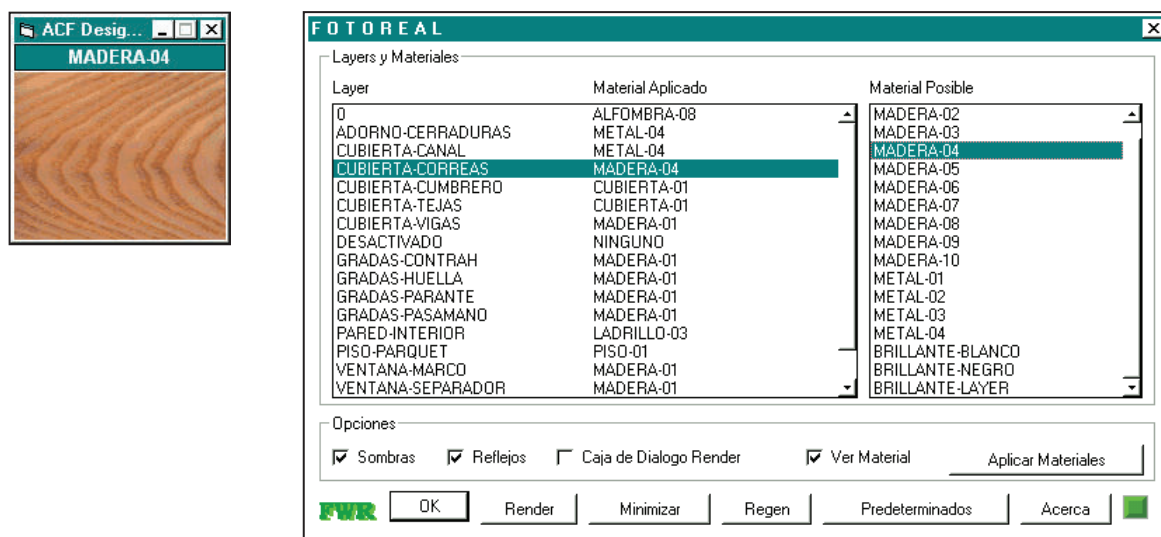 ACF Desig...
MADERA-04
FOTOREAL
Layers y Materiales
Layer Material Aplicado Material Posible
0 ALFOMBRA-08
ADORNO-CERRADURAS METAL-04
CUBIERTA-CANAL METAL-04
CUBIERTA-CORREAS MADERA-04
CUBIERTA-CUMBRERO CUBIERTA-01
CUBIERTA-TEJAS CUBIERTA-01
CUBIERTA-VIGAS MADERA-01
DESACTIVADO NINGUNO
GRADAS-CONTRAH MADERA-01
GRADAS-HUELLA MADERA-01
GRADAS-PARANTE MADERA-01
GRADAS-PASAMANO MADERA-01
PARED-INTERIOR LADRILLO-03
PISO-PARQUET PISO-01
VENTANA-MARCO MADERA-01
VENTANA-SEPARADOR MADERA-01
MADERA-02
MADERA-03
MADERA-04
MADERA-05
MADERA-06
MADERA-07
MADERA-08
MADERA-09
MADERA-10
METAL-01
METAL-02
METAL-03
METAL-04
BRILLANTE-BLANCO
BRILLANTE-NEGRO
BRILLANTE-LAYER
Opciones
Sombras Reflejos Caja de Dialogo Render Ver Material Aplicar Materiales
FWR OK Render Minimizar Regen Predeterminados Acerca